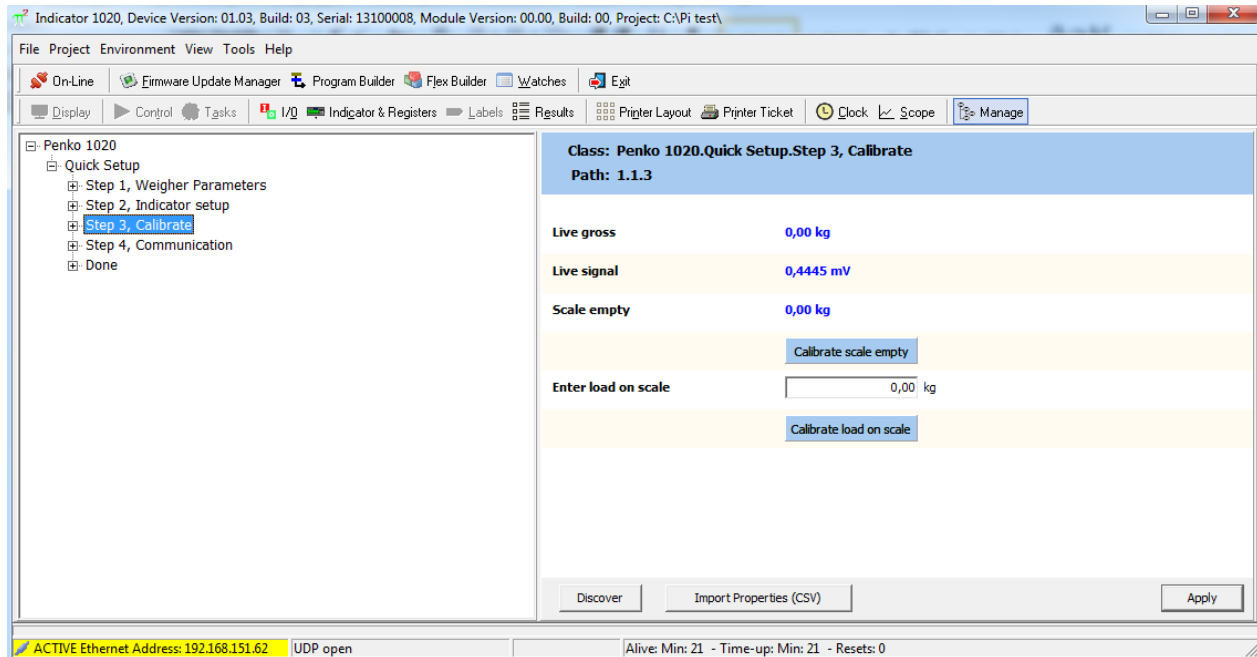 Indicator 1020, Device Version: 01.03, Build: 03, Serial: 13100008, Module Version: 00.00, Build: 00, Project: C:\Pi test\
File Project Environment View Tools Help
On-Line Firmware Update Manager Program Builder Flex Builder Watches Exit
Display Control Tasks I/O Indicator & Registers Labels Results Printer Layout Printer Ticket Clock Scope Manage
Penko 1020
Quick Setup
Step 1, Weigher Parameters
Step 2, Indicator setup
Step 3, Calibrate
Step 4, Communication
Done
Class: Penko 1020.Quick Setup.Step 3, Calibrate
Path: 1.1.3
Live gross 0,00 kg
Live signal 0,4445 mV
Scale empty 0,00 kg
Calibrate scale empty
Enter load on scale 0,00 kg
Calibrate load on scale
Discover Import Properties (CSV) Apply
ACTIVE Ethernet Address: 192.168.151.62 UDP open Alive: Min: 21 - Time-up: Min: 21 - Resets: 0